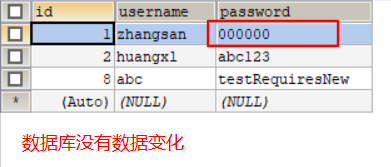 id username password
1 zhangsan 000000
2 huangxl abc123
8 abc testRequiresNew
* (Auto) (NULL) (NULL)
数据库没有数据变化